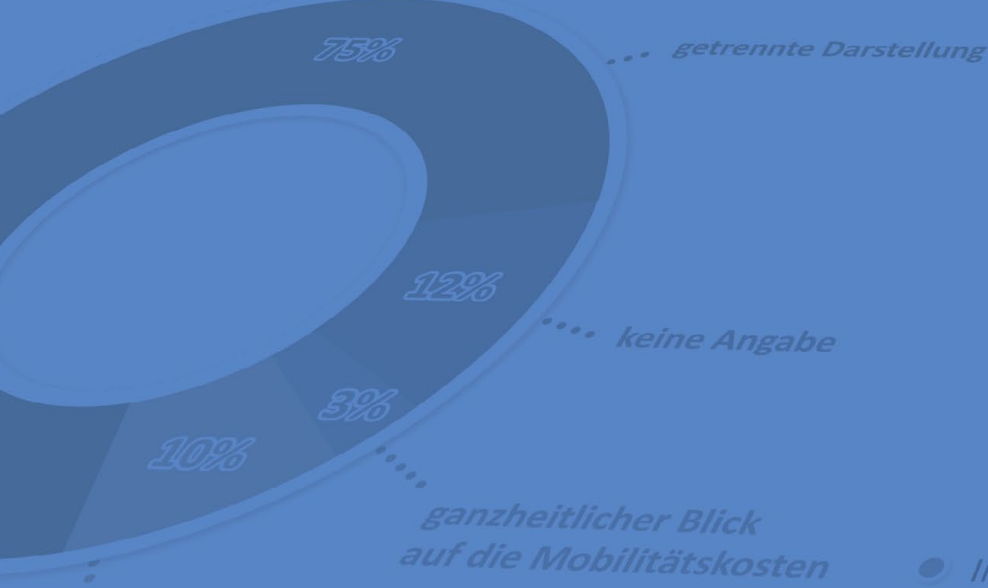 75%
getrennte Darstellung
12%
keine Angabe
3%
10%
ganzheitlicher Blick
auf die Mobilitätskosten